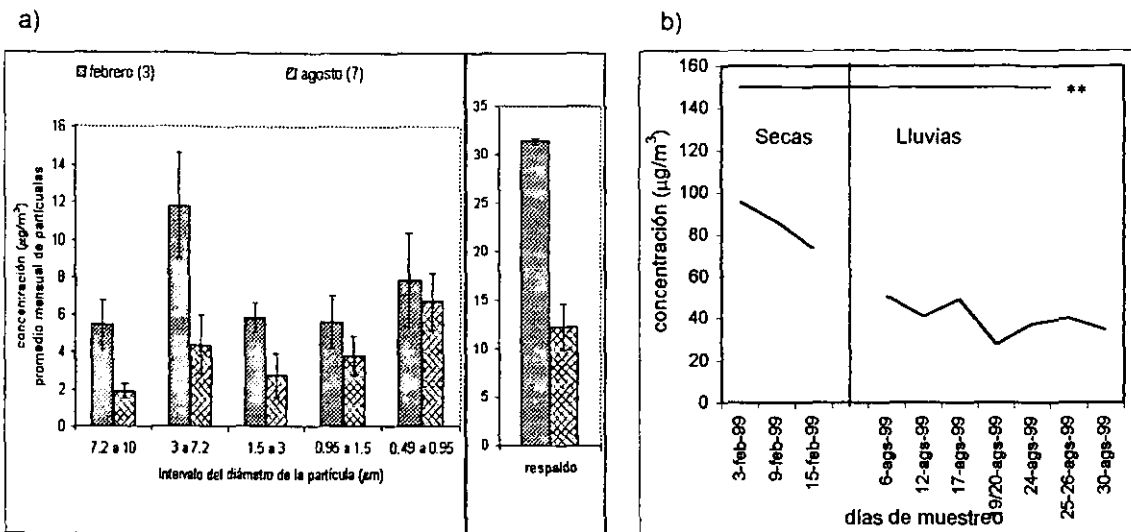 a)
febrero (3)
agosto (7)
concentración (µg/m³)
promedio mensual de partículas
16
14
12
10
8
6
4
2
0
7.2 a 10
3 a 7.2
1.5 a 3
0.95 a 1.5
0.49 a 0.95
Intervalo del diámetro de la partícula (µm)
35
30
25
20
15
10
5
0
respaldo
b)
concentración (µg/m³)
160
140
120
100
80
60
40
20
0
**
Secas
Lluvias
3-feb-99
9-feb-99
15-feb-99
6-ags-99
12-ags-99
17-ags-99
19/20-ags-99
24-ags-99
25-26-ags-99
30-ags-99
días de muestreo